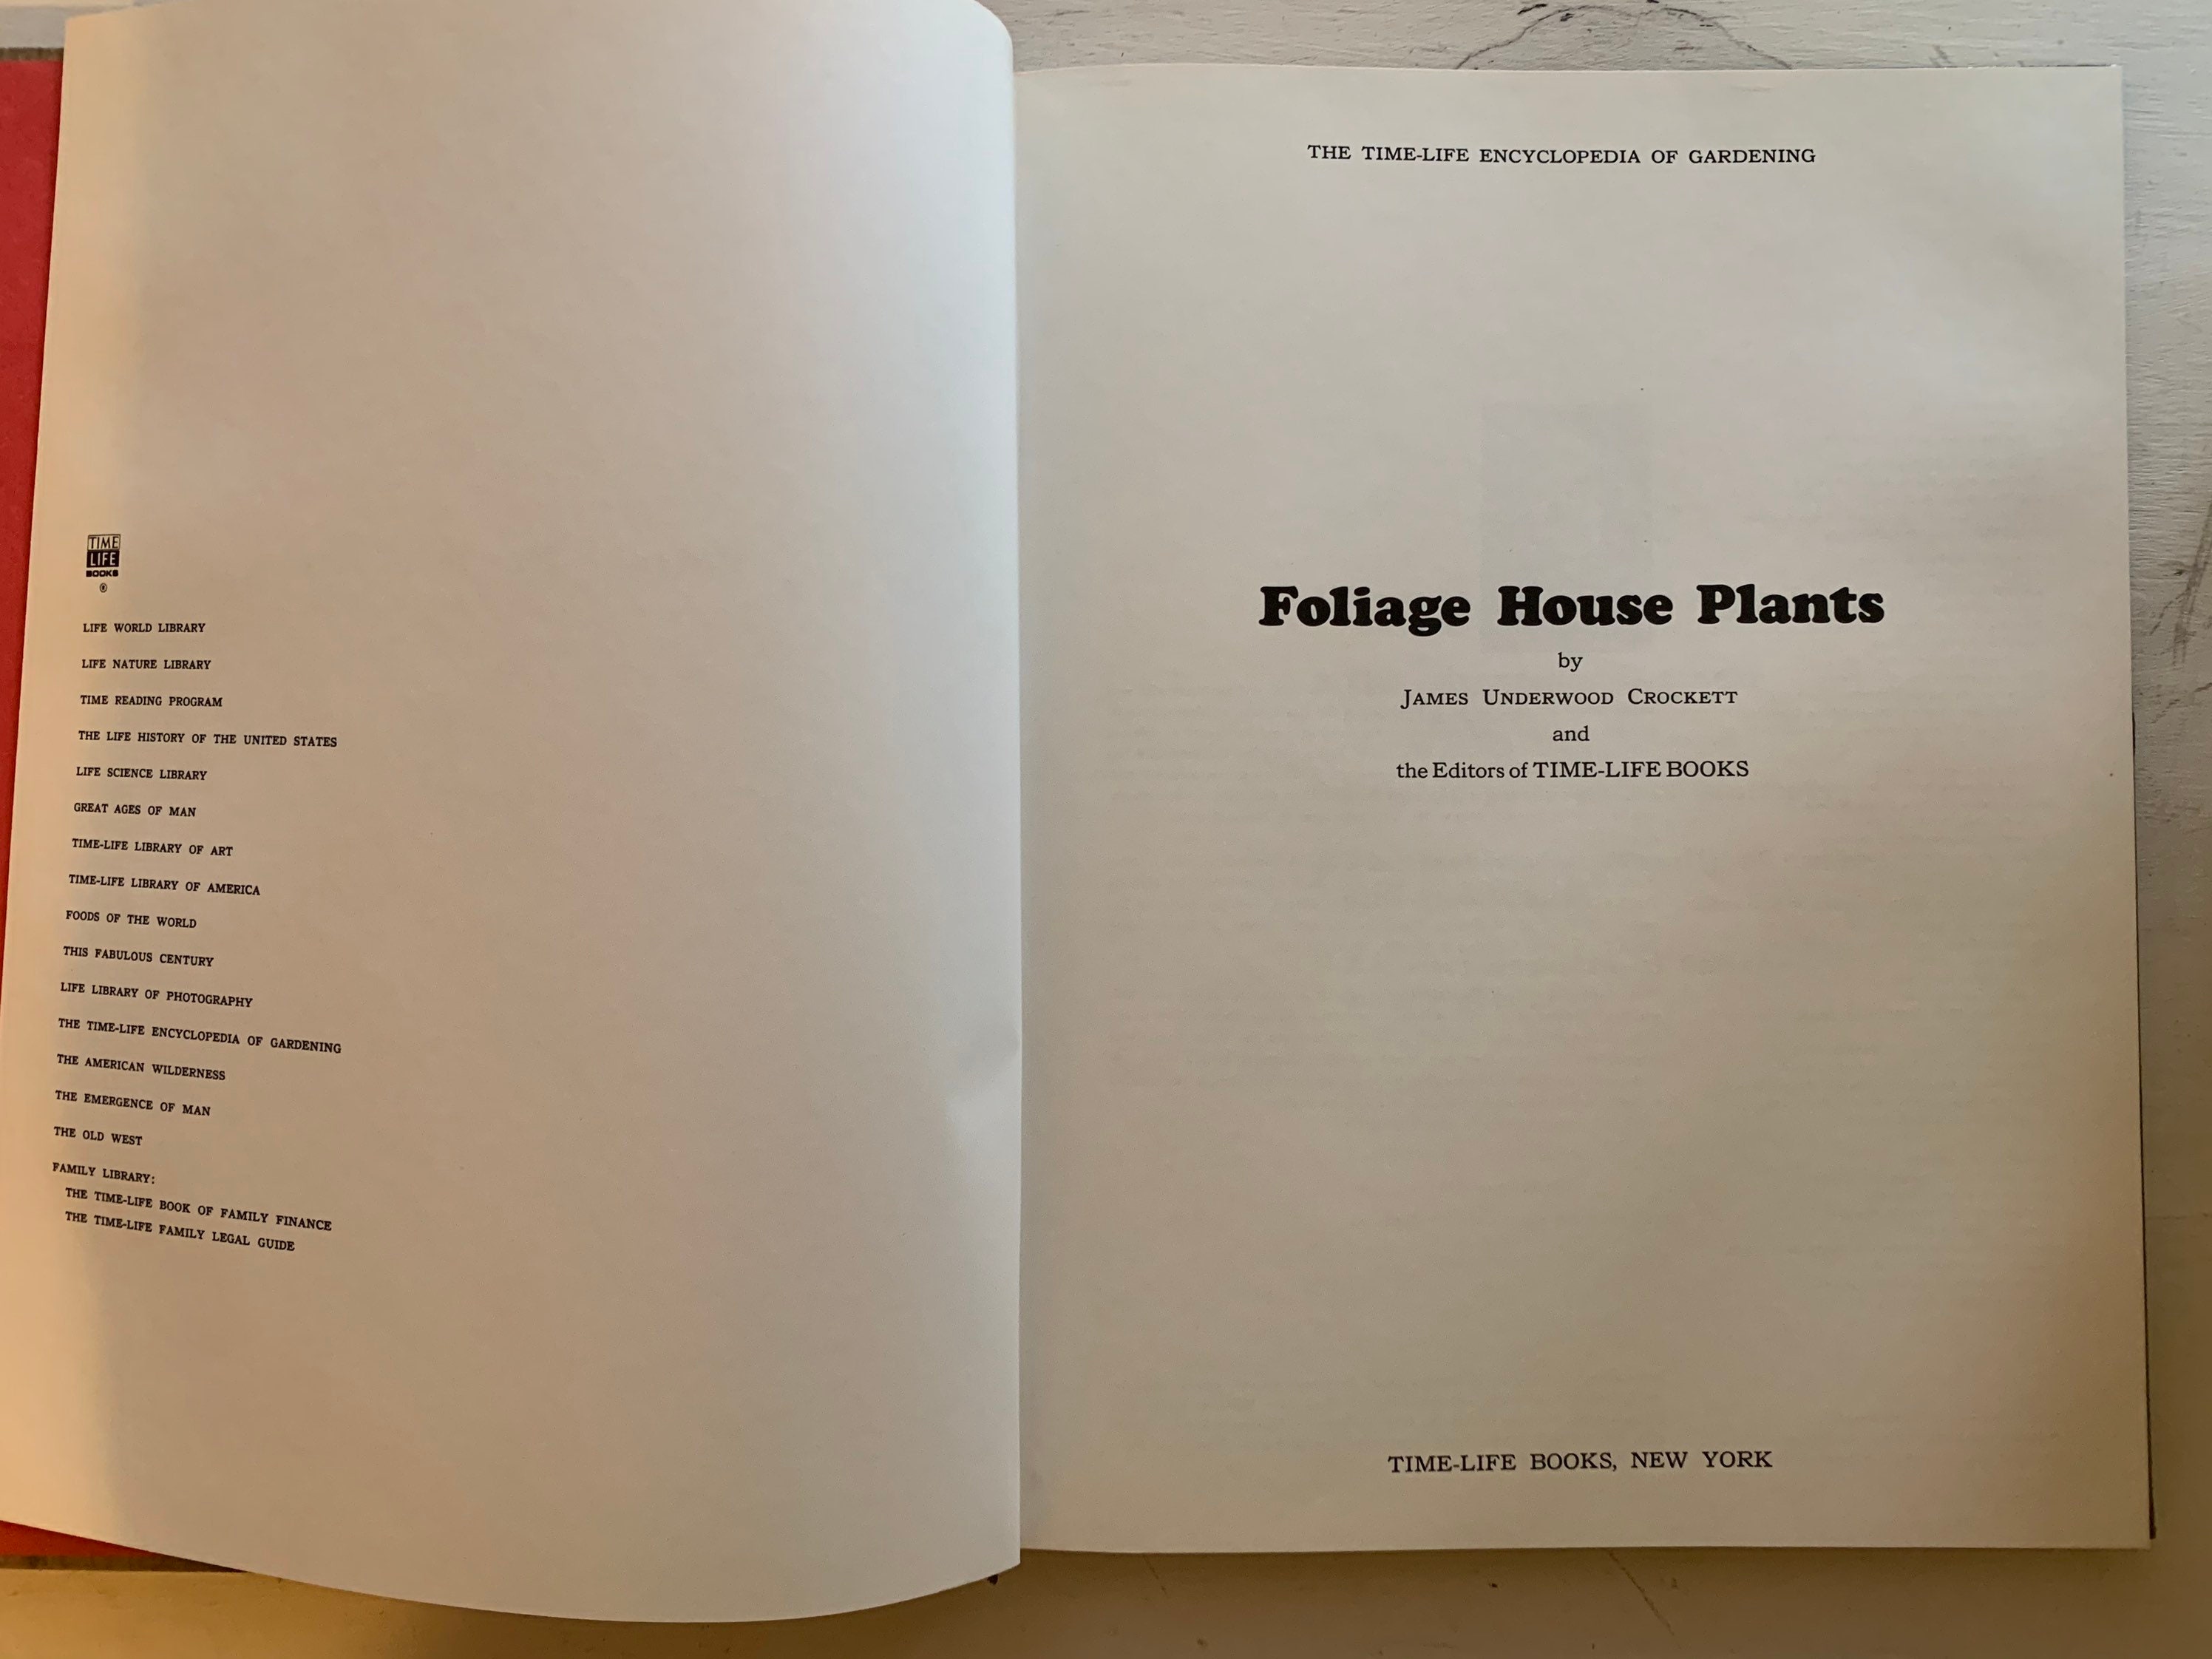 TIME
LIFE
BOOKS
®
LIFE WORLD LIBRARY
LIFE NATURE LIBRARY
TIME READING PROGRAM
THE LIFE HISTORY OF THE UNITED STATES
LIFE SCIENCE LIBRARY
GREAT AGES OF MAN
TIME-LIFE LIBRARY OF ART
TIME-LIFE LIBRARY OF AMERICA
FOODS OF THE WORLD
THIS FABULOUS CENTURY
LIFE LIBRARY OF PHOTOGRAPHY
THE TIME-LIFE ENCYCLOPEDIA OF GARDENING
THE AMERICAN WILDERNESS
THE EMERGENCE OF MAN
THE OLD WEST
FAMILY LIBRARY:
THE TIME-LIFE BOOK OF FAMILY FINANCE
THE TIME-LIFE FAMILY LEGAL GUIDE
THE TIME-LIFE ENCYCLOPEDIA OF GARDENING
Foliage House Plants
by
JAMES UNDERWOOD CROCKETT
and
the Editors of TIME-LIFE BOOKS
TIME-LIFE BOOKS, NEW YORK